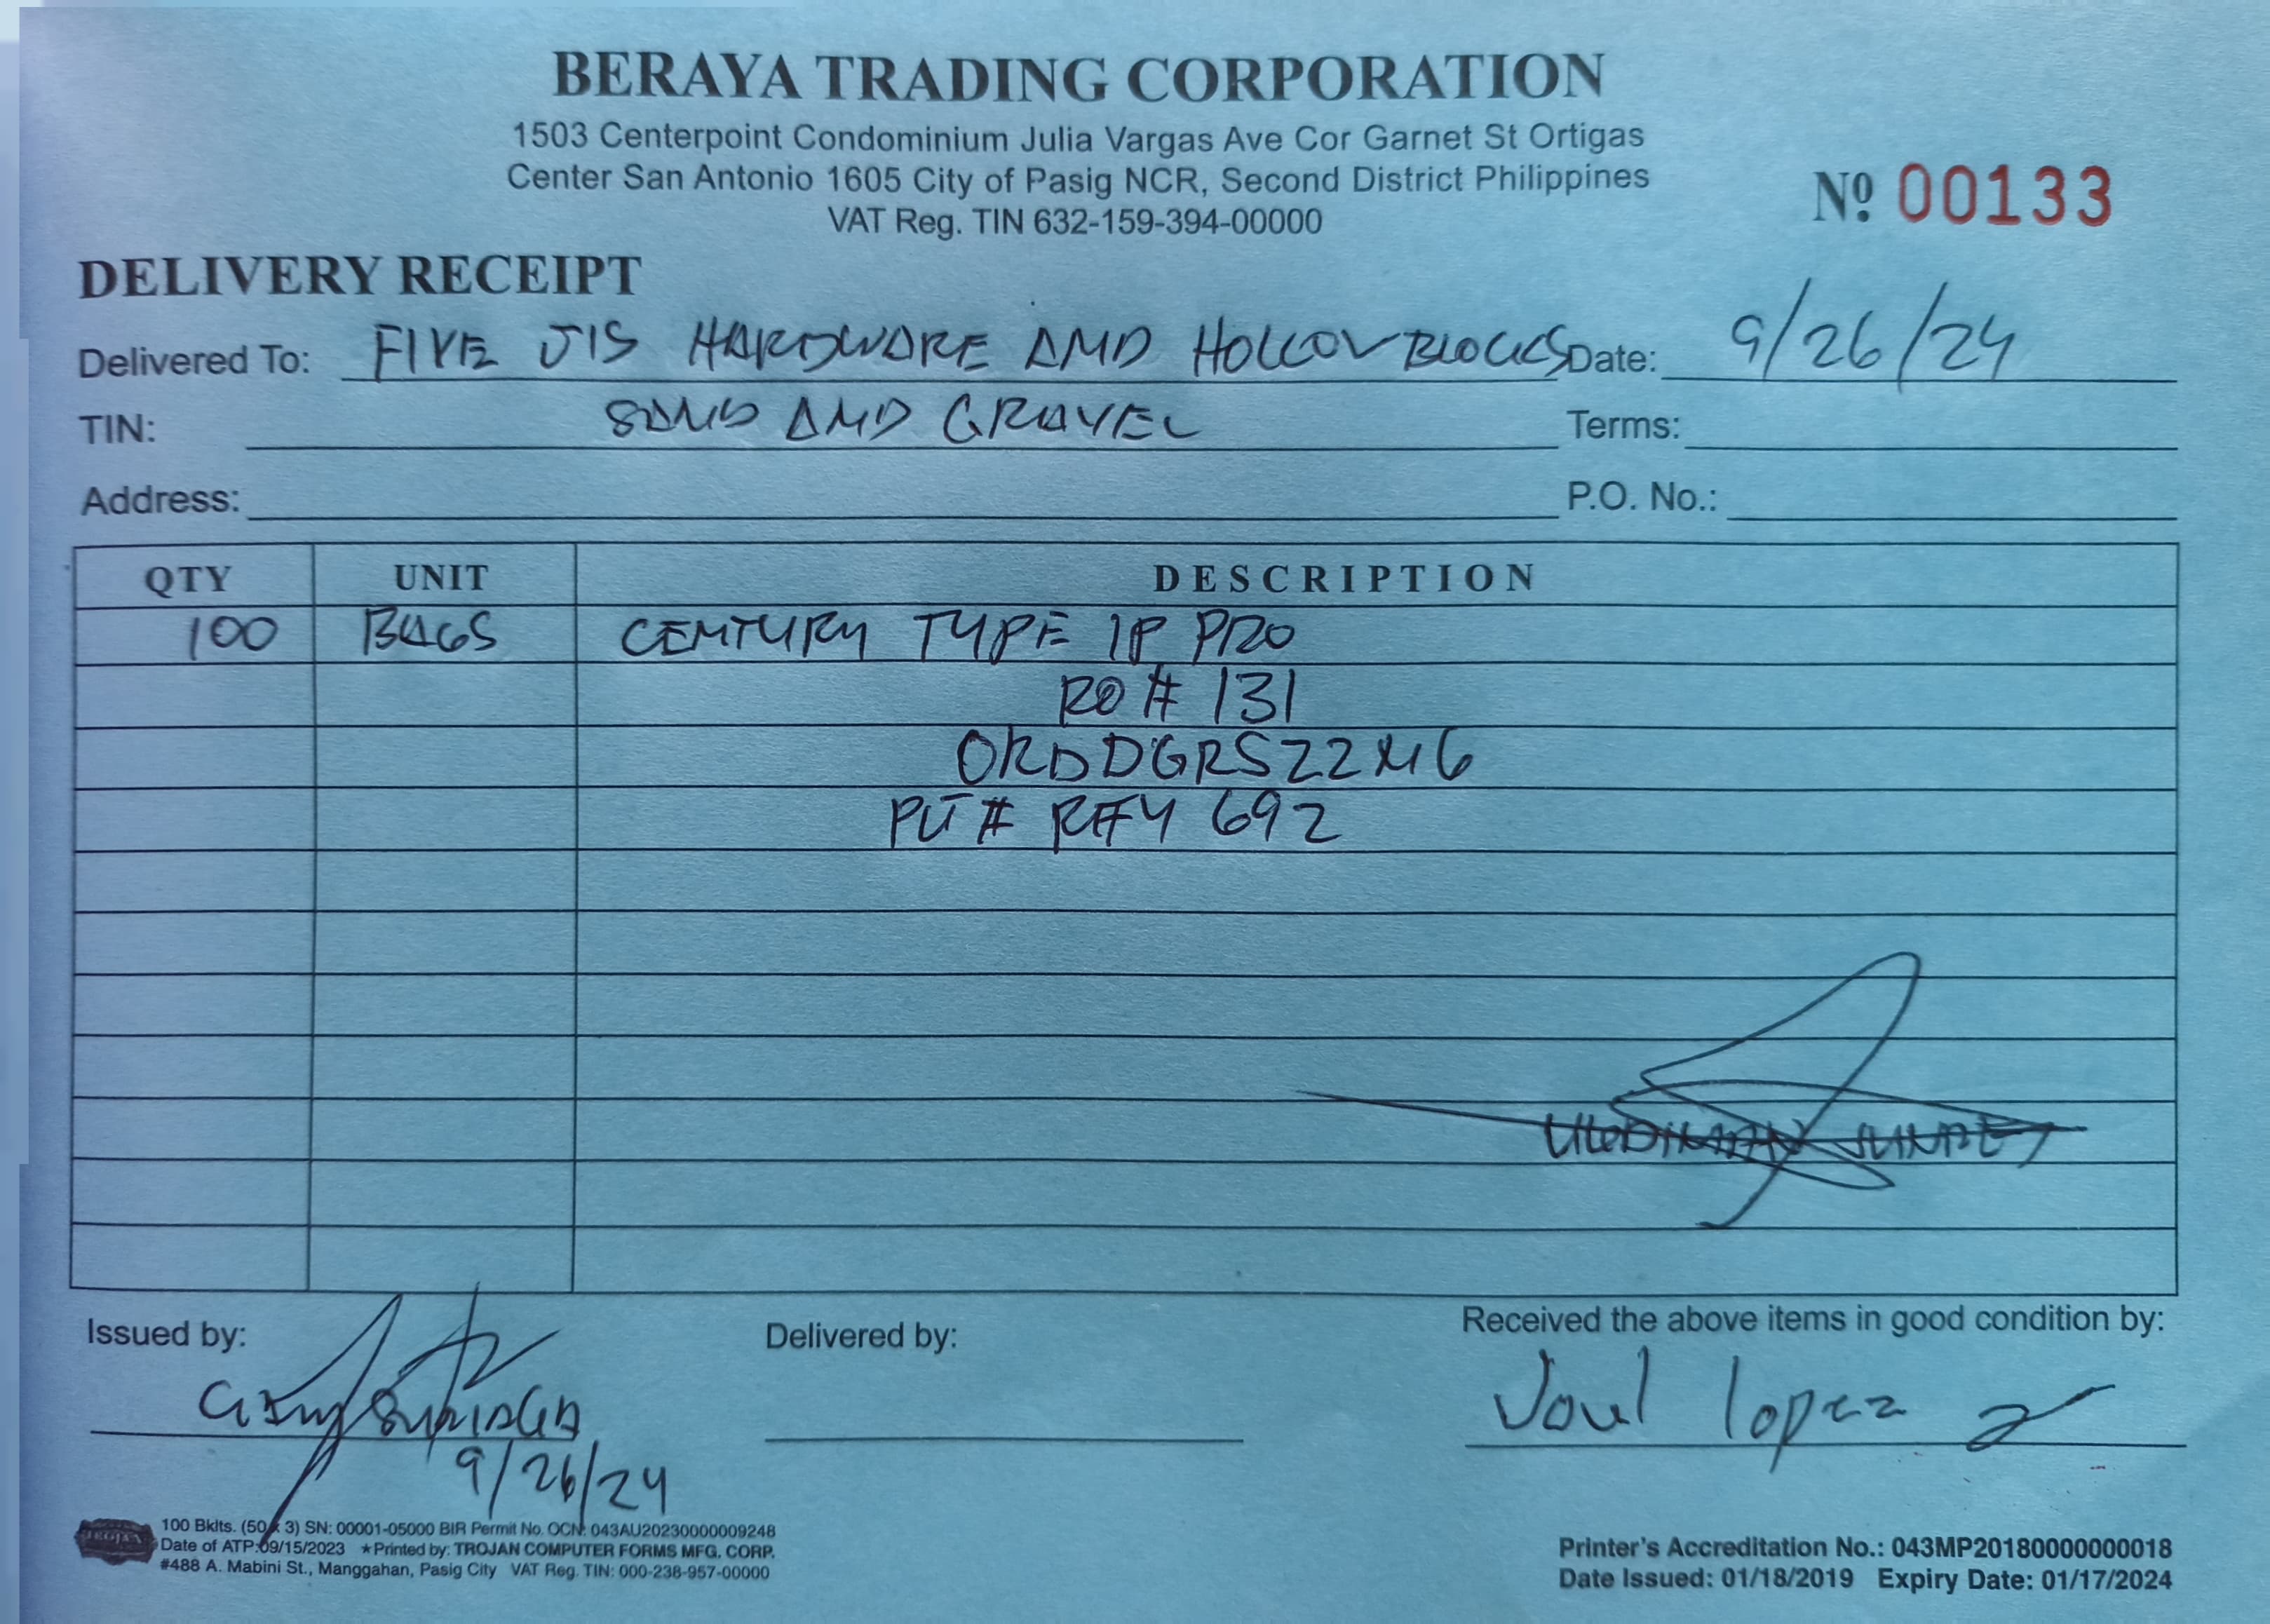 BERAYA TRADING CORPORATION
1503 Centerpoint Condominium Julia Vargas Ave Cor Garnet St Ortigas
Center San Antonio 1605 City of Pasig NCR, Second District Philippines
VAT Reg. TIN 632-159-394-00000
Nº 00133
DELIVERY RECEIPT
Delivered To: FIVE J'S HARDWARE AND HOLLOW BLOCKS Date: 9/26/24
TIN: SAND AND GRAVEL Terms:
Address: P.O. No.:
QTY UNIT DESCRIPTION
100 BAGS CENTURY TYPE 1P PRO
RO # 131
PLT #  692
Issued by: Delivered by: Received the above items in good condition by:
Lopez
9/26/24
TROJAN
100 Bklts. (50 x 3) SN: 00001-05000 BIR Permit No. OCN: 043AU20230000009248
Date of ATP:09/15/2023 ★Printed by: TROJAN COMPUTER FORMS MFG. CORP.
#488 A. Mabini St., Manggahan, Pasig City VAT Reg. TIN: 000-238-957-00000
Printer's Accreditation No.: 043MP20180000000018
Date Issued: 01/18/2019 Expiry Date: 01/17/2024